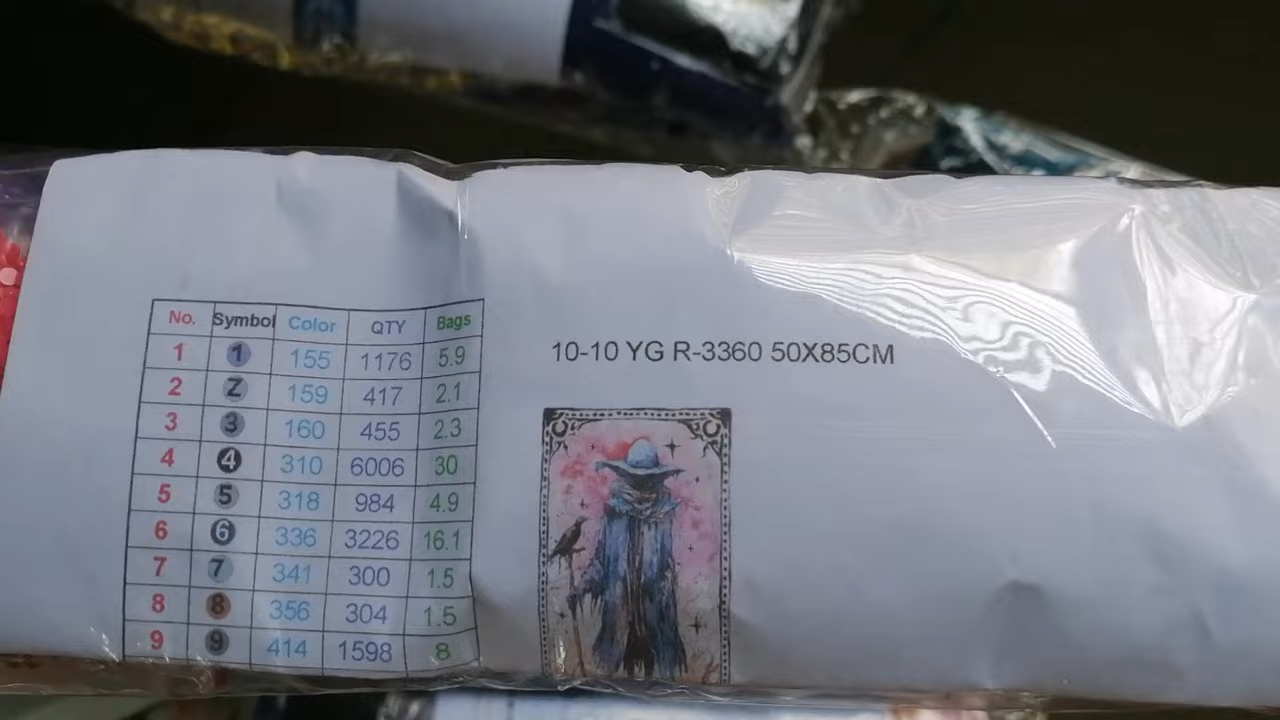 No. Symbol Color QTY Bags
1 1 155 1176 5.9
2 Z 159 417 2.1
3 3 160 455 2.3
4 4 310 6006 30
5 5 318 984 4.9
6 6 336 3226 16.1
7 7 341 300 1.5
8 8 356 304 1.5
9 9 414 1598 8
10-10 YG R-3360 50X85CM